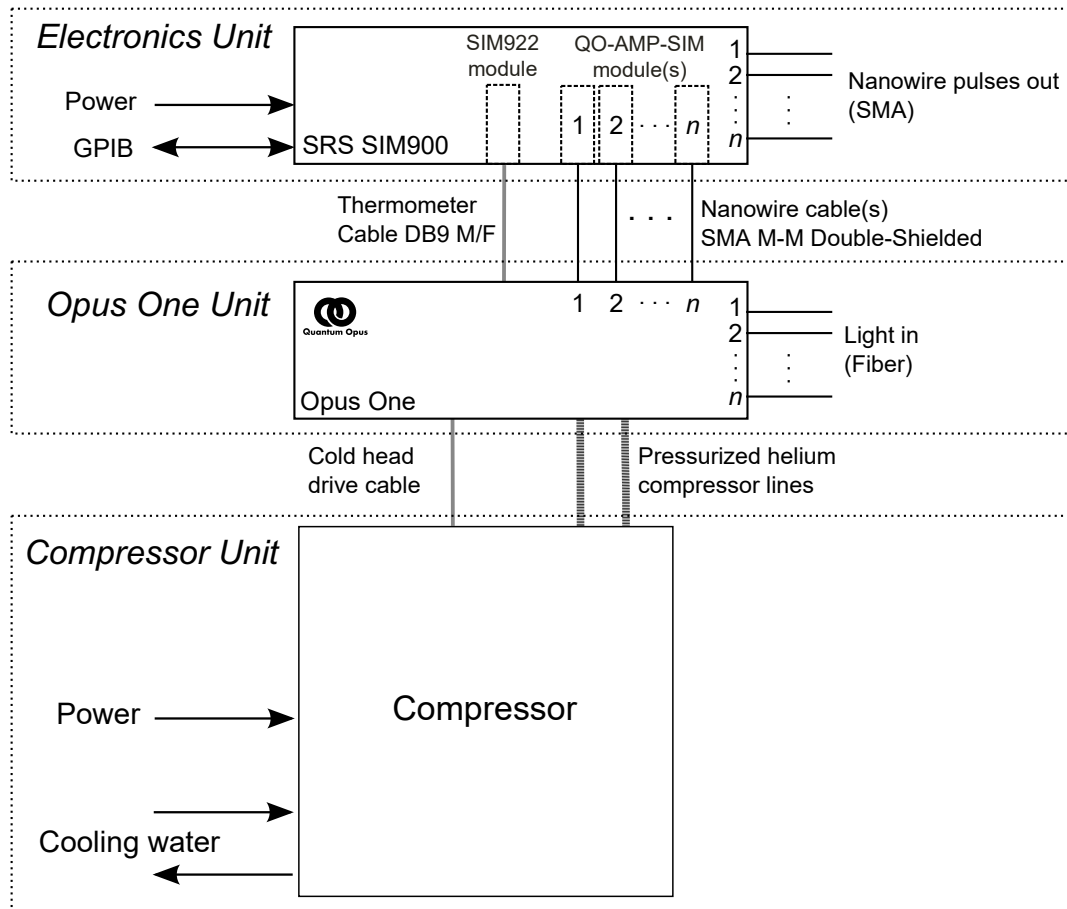 Electronics Unit
SIM922
module
QO-AMP-SIM
module(s)
Power
GPIB
SRS SIM900
1
2
· · ·
n
1
2
· · ·
n
Nanowire pulses out
(SMA)
Thermometer
Cable DB9 M/F
. . .
Nanowire cable(s)
SMA M-M Double-Shielded
Opus One Unit
Quantum Opus
1 2 · · · n
Opus One
1
2
· · ·
n
Light in
(Fiber)
Cold head
drive cable
Pressurized helium
compressor lines
Compressor Unit
Power
Compressor
Cooling water